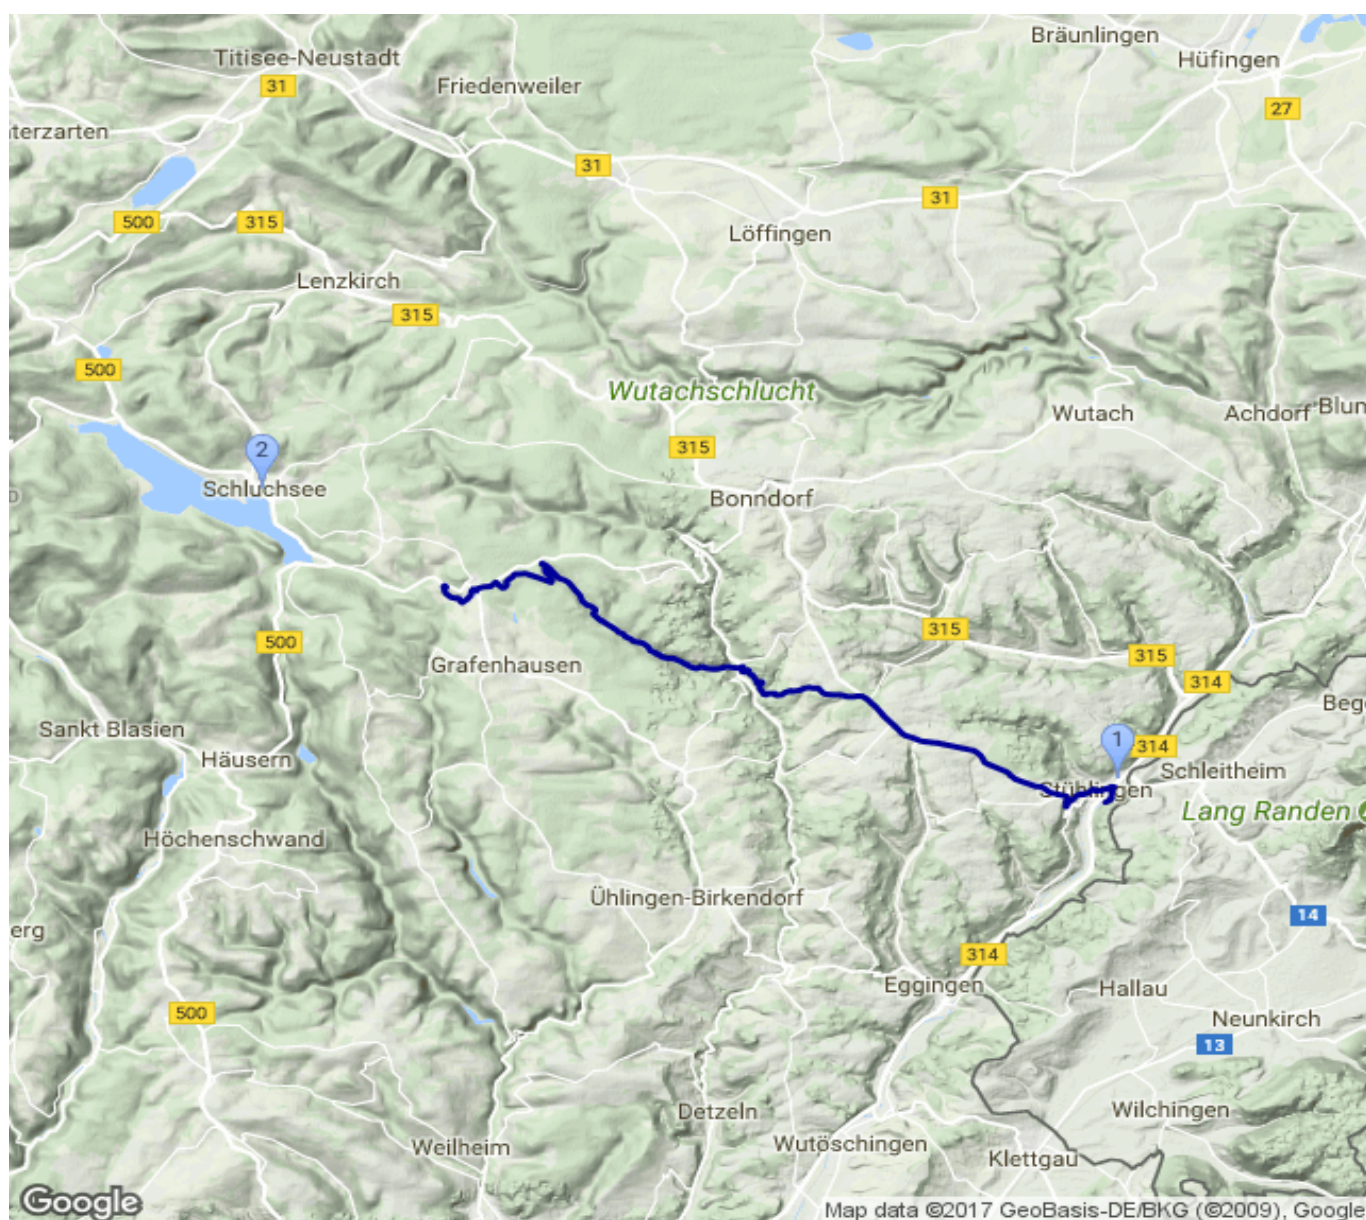 Bräunlingen
Titisee-Neustadt
Hüfingen
31
Friedenweiler
27
terzarten
31
31
500
315
Löffingen
Lenzkirch
315
500
Wutachschlucht
Wutach
Achdorf
Blun
2
315
Schluchsee
Bonndorf
500
315
315
Grafenhausen
314
Bege
Sankt Blasien
1
314
Häusern
Schleitheim
Stühlingen
Lang Randen
Höchenschwand
Ühlingen-Birkendorf
14
erg
314
Eggingen
Hallau
500
Neunkirch
13
Detzeln
Wilchingen
Weilheim
Wutöschingen
Klettgau
Google
Map data ©2017 GeoBasis-DE/BKG (©2009), Google